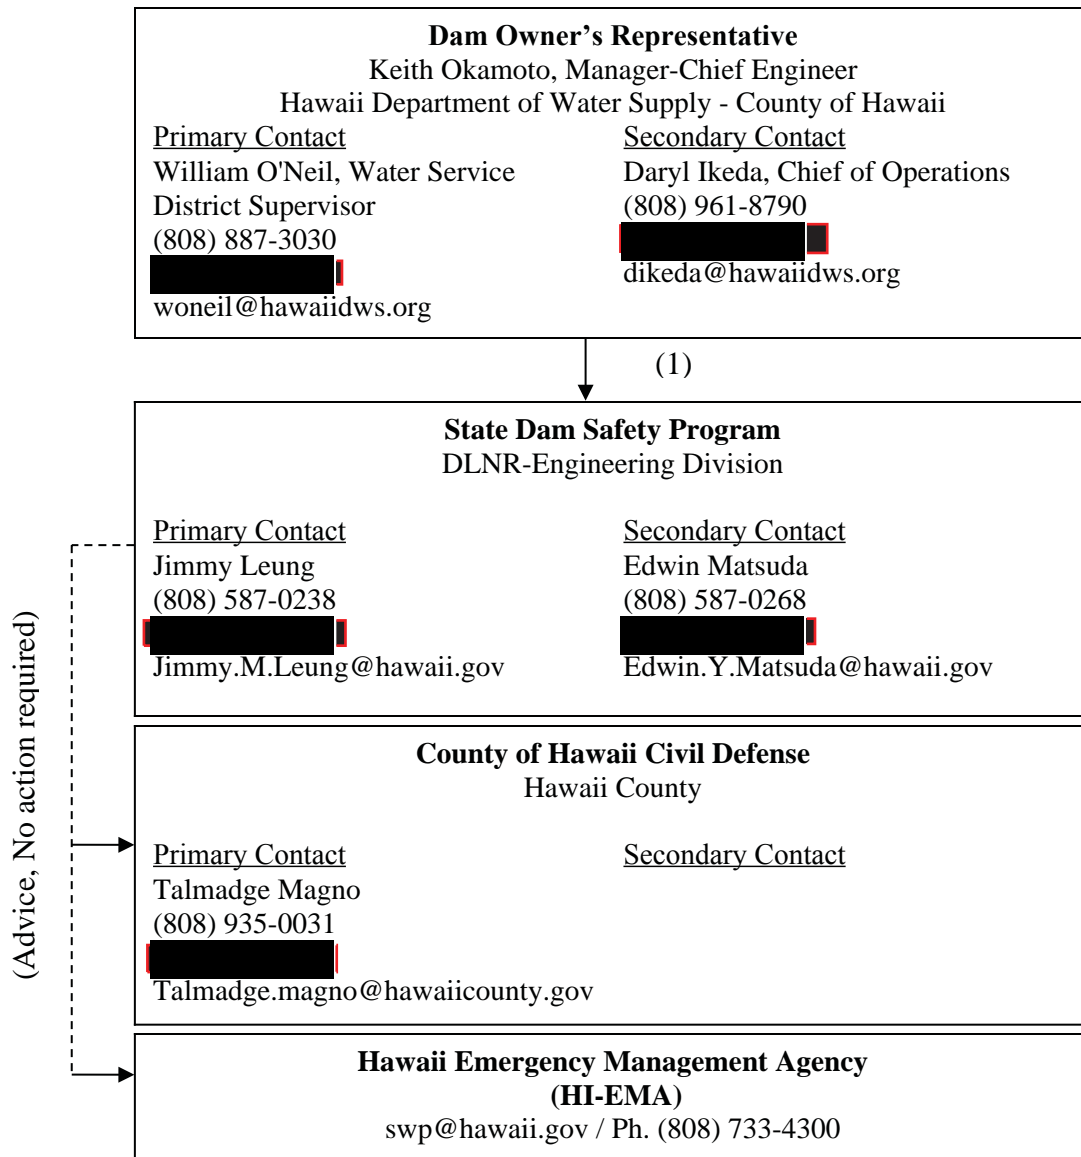 Dam Owner's Representative
Keith Okamoto, Manager-Chief Engineer
Hawaii Department of Water Supply - County of Hawaii
Primary Contact
William O'Neil, Water Service
District Supervisor
(808) 887-3030
woneil@hawaiidws.org
Secondary Contact
Daryl Ikeda, Chief of Operations
(808) 961-8790
dikeda@hawaiidws.org
(1)
State Dam Safety Program
DLNR-Engineering Division
Primary Contact
Jimmy Leung
(808) 587-0238
Jimmy.M.Leung@hawaii.gov
Secondary Contact
Edwin Matsuda
(808) 587-0268
Edwin.Y.Matsuda@hawaii.gov
(Advice, No action required)
County of Hawaii Civil Defense
Hawaii County
Primary Contact
Talmadge Magno
(808) 935-0031
Talmadge.magno@hawaiicounty.gov
Secondary Contact
Hawaii Emergency Management Agency
(HI-EMA)
swp@hawaii.gov / Ph. (808) 733-4300